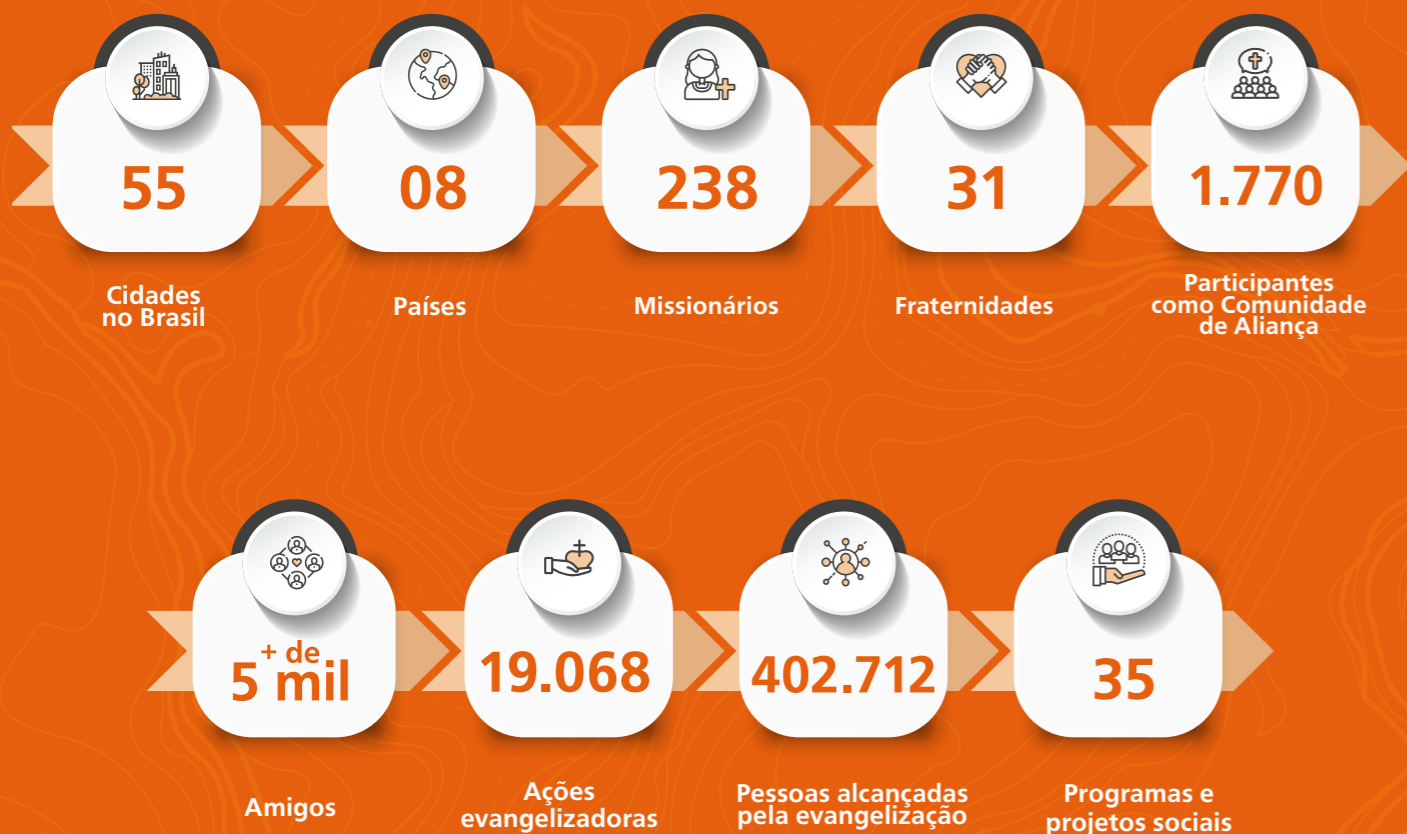 55
Cidades
no Brasil
08
Países
238
Missionários
31
Fraternidades
1.770
Participantes
como Comunidade
de Aliança
+ de
5 mil
Amigos
19.068
Ações
evangelizadoras
402.712
Pessoas alcançadas
pela evangelização
35
Programas e
projetos sociais